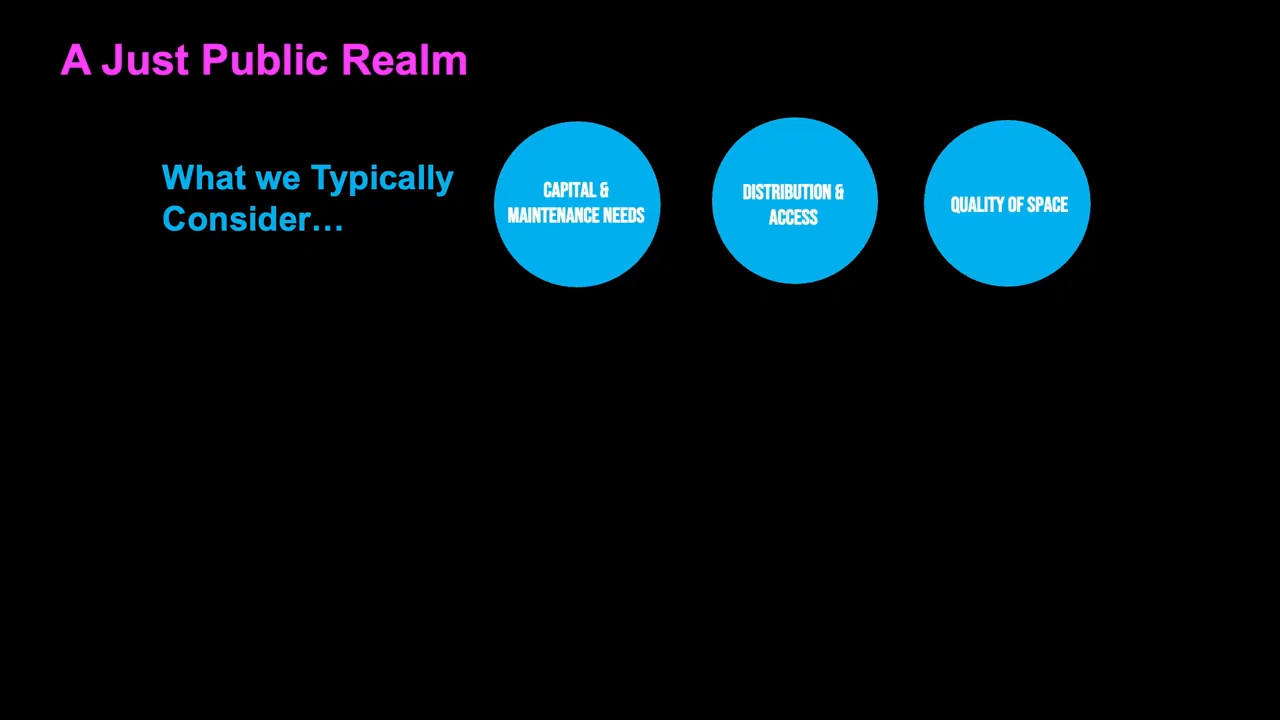 A Just Public Realm
What we Typically
Consider…
CAPITAL &
MAINTENANCE NEEDS
DISTRIBUTION &
ACCESS
QUALITY OF SPACE